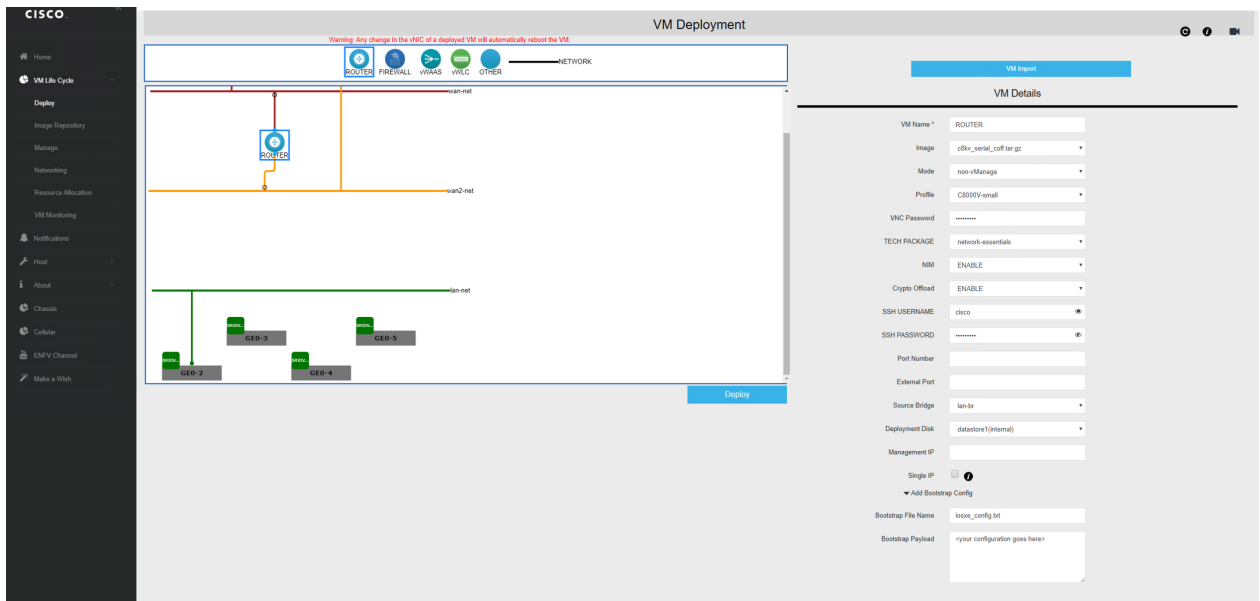 CISCO
VM Deployment
Warning: Any change in the vNIC of a deployed VM will automatically reboot the VM.
ROUTER FIREWALL vWAAS vWLC OTHER NETWORK
Home
VM Life Cycle
Deploy
Image Repository
Manage
Networking
Resource Allocation
VM Monitoring
Notifications
Host
About
Chassis
Cellular
ENFV Channel
Make a Wish
wan-net
ROUTER
wan2-net
lan-net
SRIOV...
GE0-3
SRIOV...
GE0-5
SRIOV...
GE0-2
SRIOV...
GE0-4
Deploy
VM Import
VM Details
VM Name * ROUTER
Image c8kv_serial_coff.tar.gz
Mode non-vManage
Profile C8000V-small
VNC Password ••••••••
TECH PACKAGE network-essentials
NIM ENABLE
Crypto Offload ENABLE
SSH USERNAME cisco
SSH PASSWORD ••••••••
Port Number
External Port
Source Bridge lan-br
Deployment Disk datastore1(internal)
Management IP
Single IP
Add Bootstrap Config
Bootstrap File Name iosxe_config.txt
Bootstrap Payload <your configuration goes here>